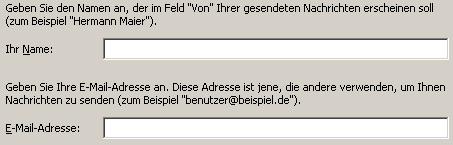 Geben Sie den Namen an, der im Feld "Von" Ihrer gesendeten Nachrichten erscheinen soll
(zum Beispiel "Hermann Maier").
Ihr Name:
Geben Sie Ihre E-Mail-Adresse an. Diese Adresse ist jene, die andere verwenden, um Ihnen
Nachrichten zu senden (zum Beispiel "benutzer@beispiel.de").
E-Mail-Adresse: